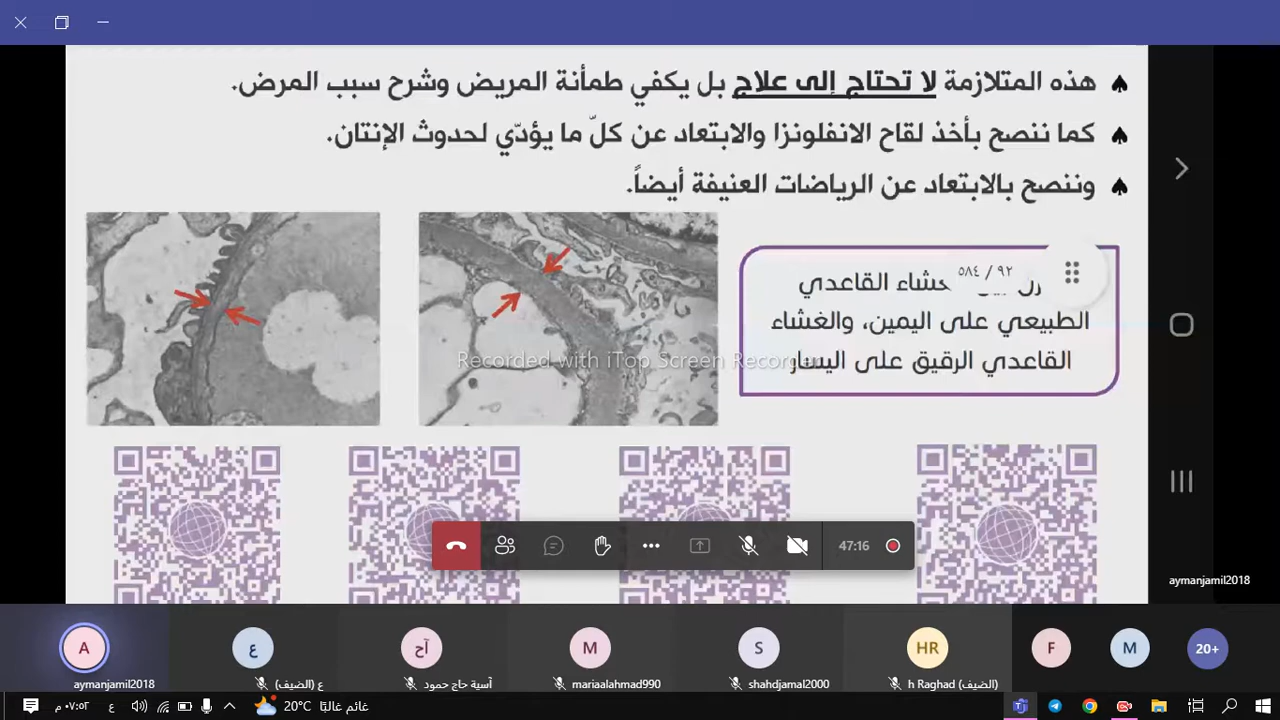 ♠ هذه المتلازمة لا تحتاج إلى علاج بل يكفي طمأنة المريض وشرح سبب المرض.
♠ كما ننصح بأخذ لقاح الانفلونزا والابتعاد عن كلّ ما يؤدّي لحدوث الإنتان.
♠ وننصح بالابتعاد عن الرياضات العنيفة أيضاً.
٩٢ / ٥٨٤
القاعدي
الطبيعي على اليمين، والغشاء
القاعدي الرقيق على اليسار
Recorded with iTop Screen Recorder
47:16
aymanjamil2018
A
ع
آح
M
S
HR
F
M
20+
aymanjamil2018
ع (الضيف)
آسية حاج حمود
mariaalahmad990
shahdjamal2000
h Raghad (الضيف)
٠٧:٥٢ م
ع
20°C غائم غالبًا